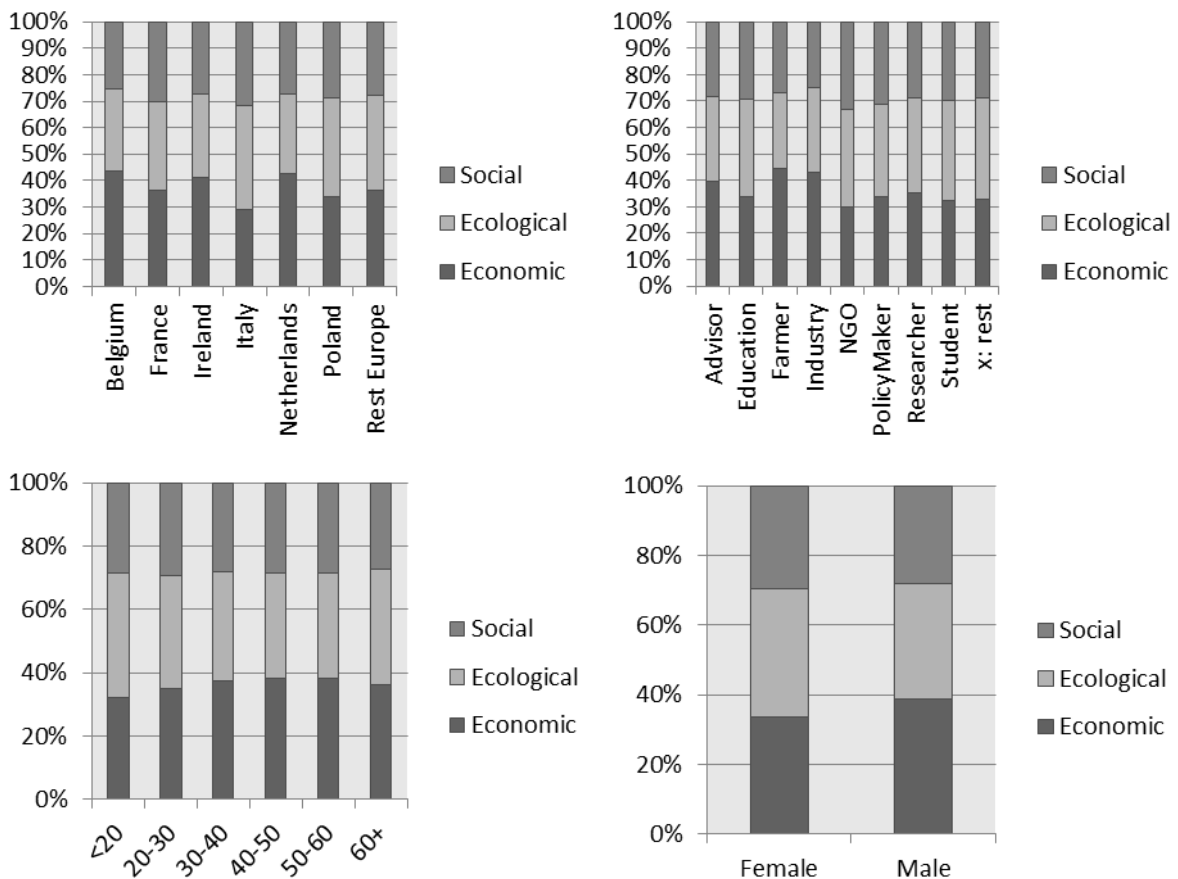 100%
90%
80%
70%
60%
50%
40%
30%
20%
10%
0%
Belgium
France
Ireland
Italy
Netherlands
Poland
Rest Europe
Social
Ecological
Economic
100%
90%
80%
70%
60%
50%
40%
30%
20%
10%
0%
Advisor
Education
Farmer
Industry
NGO
PolicyMaker
Researcher
Student
x: rest
Social
Ecological
Economic
100%
80%
60%
40%
20%
0%
<20
20-30
30-40
40-50
50-60
60+
Social
Ecological
Economic
100%
80%
60%
40%
20%
0%
Female
Male
Social
Ecological
Economic